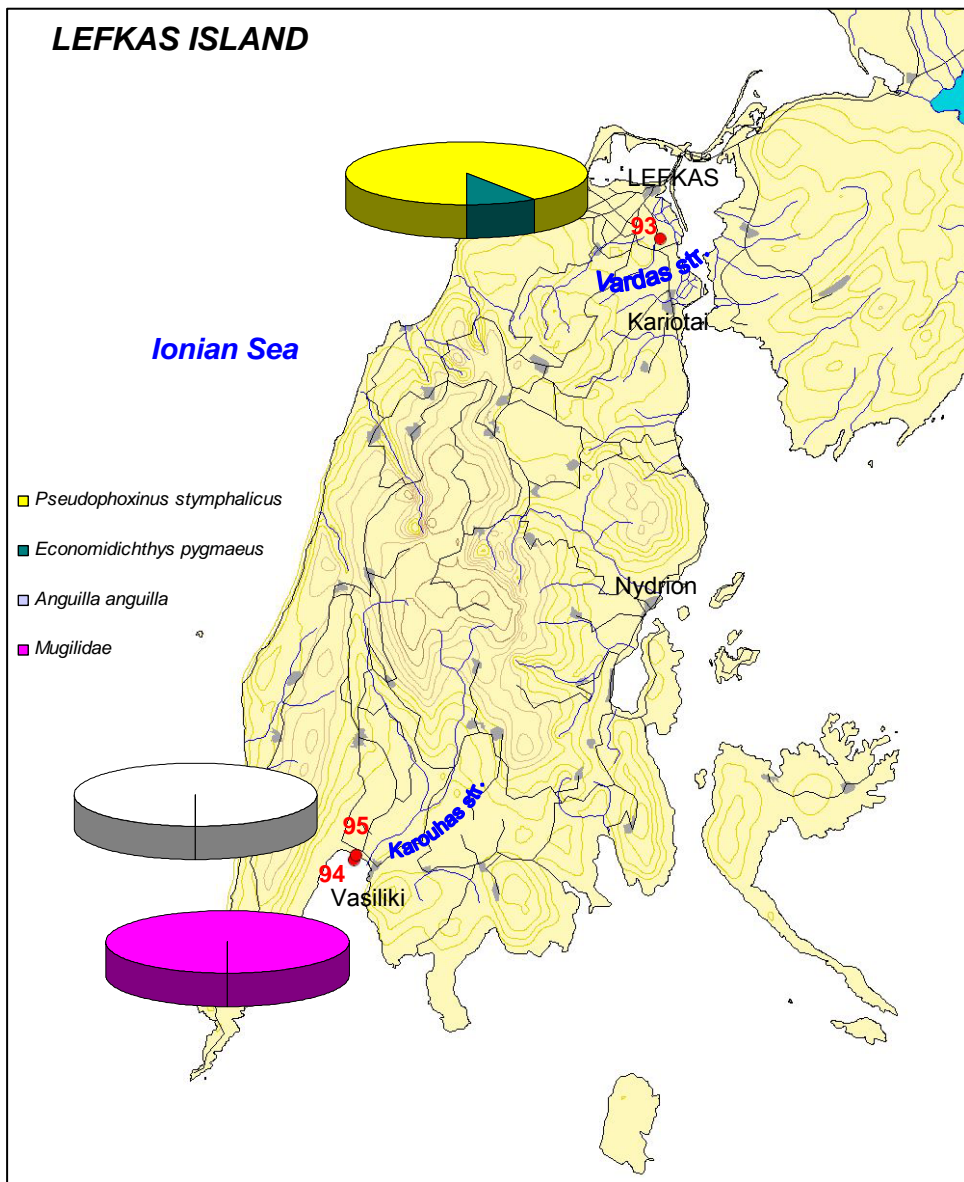 LEFKAS ISLAND
LEFKAS
93
Vardas str.
Kariotai
Ionian Sea
Pseudophoxinus stymphalicus
Economidichthys pygmaeus
Anguilla anguilla
Mugilidae
Nydrion
Karouhas str.
95
94
Vasiliki